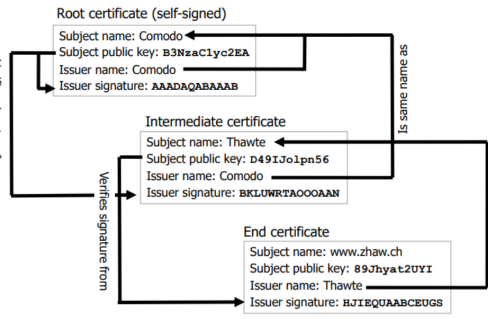 Root certificate (self-signed)
Subject name: Comodo
Subject public key: B3NzaC1yc2EA
Issuer name: Comodo
Issuer signature: AAADAQABAAAB
Is same name as
Intermediate certificate
Subject name: Thawte
Subject public key: D49IJolpn56
Issuer name: Comodo
Issuer signature: BKLUWRTAOOOAAN
Verifies signature from
End certificate
Subject name: www.zhaw.ch
Subject public key: 89Jhyat2UYI
Issuer name: Thawte
Issuer signature: HJIEQUAABCEUGS